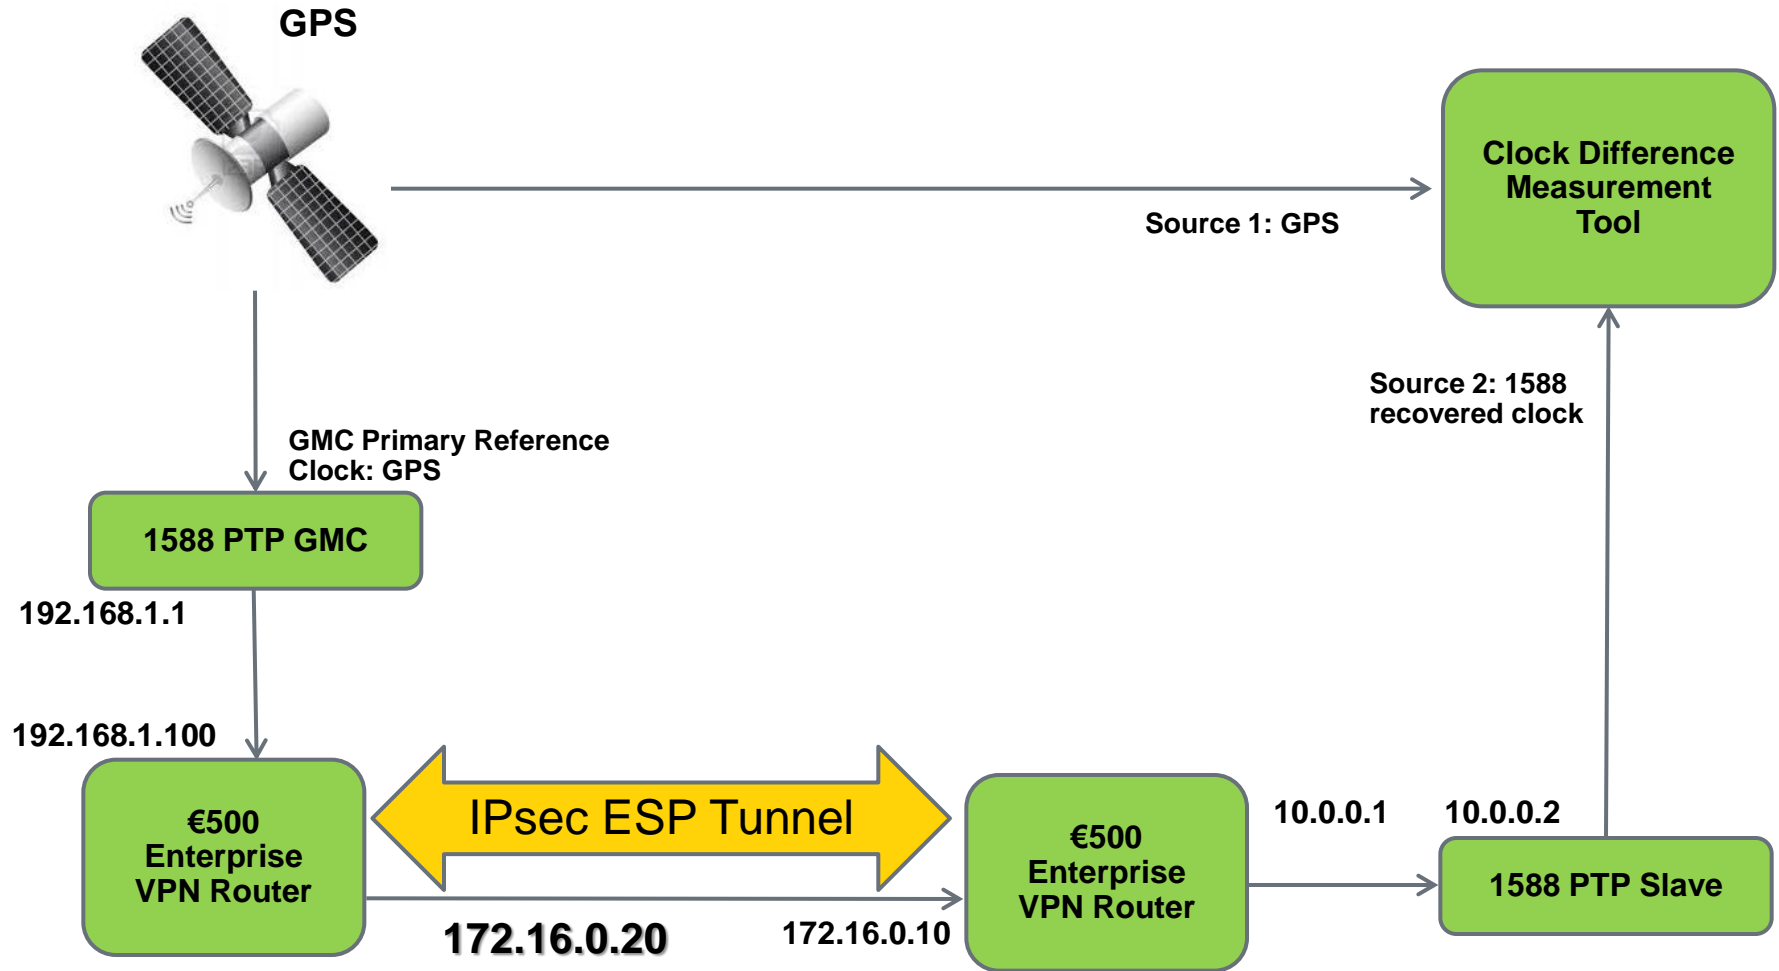 GPS
Clock Difference
Measurement
Tool
Source 1: GPS
Source 2: 1588
recovered clock
GMC Primary Reference
Clock: GPS
1588 PTP GMC
192.168.1.1
192.168.1.100
€500
Enterprise
VPN Router
IPsec ESP Tunnel
172.16.0.20
172.16.0.10
€500
Enterprise
VPN Router
10.0.0.1
10.0.0.2
1588 PTP Slave